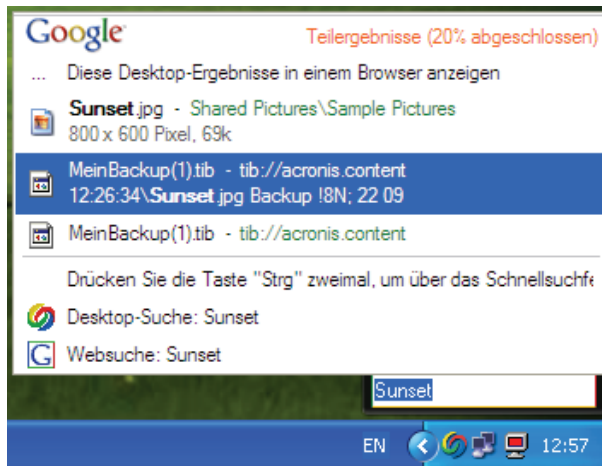 Google
Teilergebnisse (20% abgeschlossen)
... Diese Desktop-Ergebnisse in einem Browser anzeigen
Sunset.jpg - Shared Pictures\Sample Pictures
800 x 600 Pixel, 69k
MeinBackup(1).tib - tib://acronis.content
12:26:34\Sunset.jpg Backup !8N; 22 09
MeinBackup(1).tib - tib://acronis.content
Drücken Sie die Taste "Strg" zweimal, um über das Schnellsuchfe
Desktop-Suche: Sunset
G Websuche: Sunset
Sunset
EN 12:57